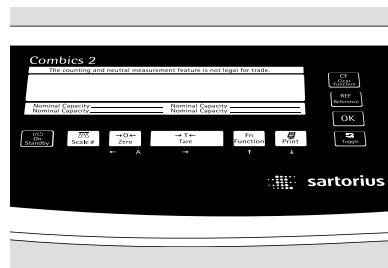 Combics 2
The counting and neutral measurement feature is not legal for trade.
Nominal Capacity Nominal Capacity
Nominal Capacity Nominal Capacity
CF
Clear
Function
REF
Reference
OK
I/⏻
On
Standby
Scale #
→0←
Zero
→T←
Tare
Fn
Function
Print
Toggle
← A → ↑ ↓
sartorius